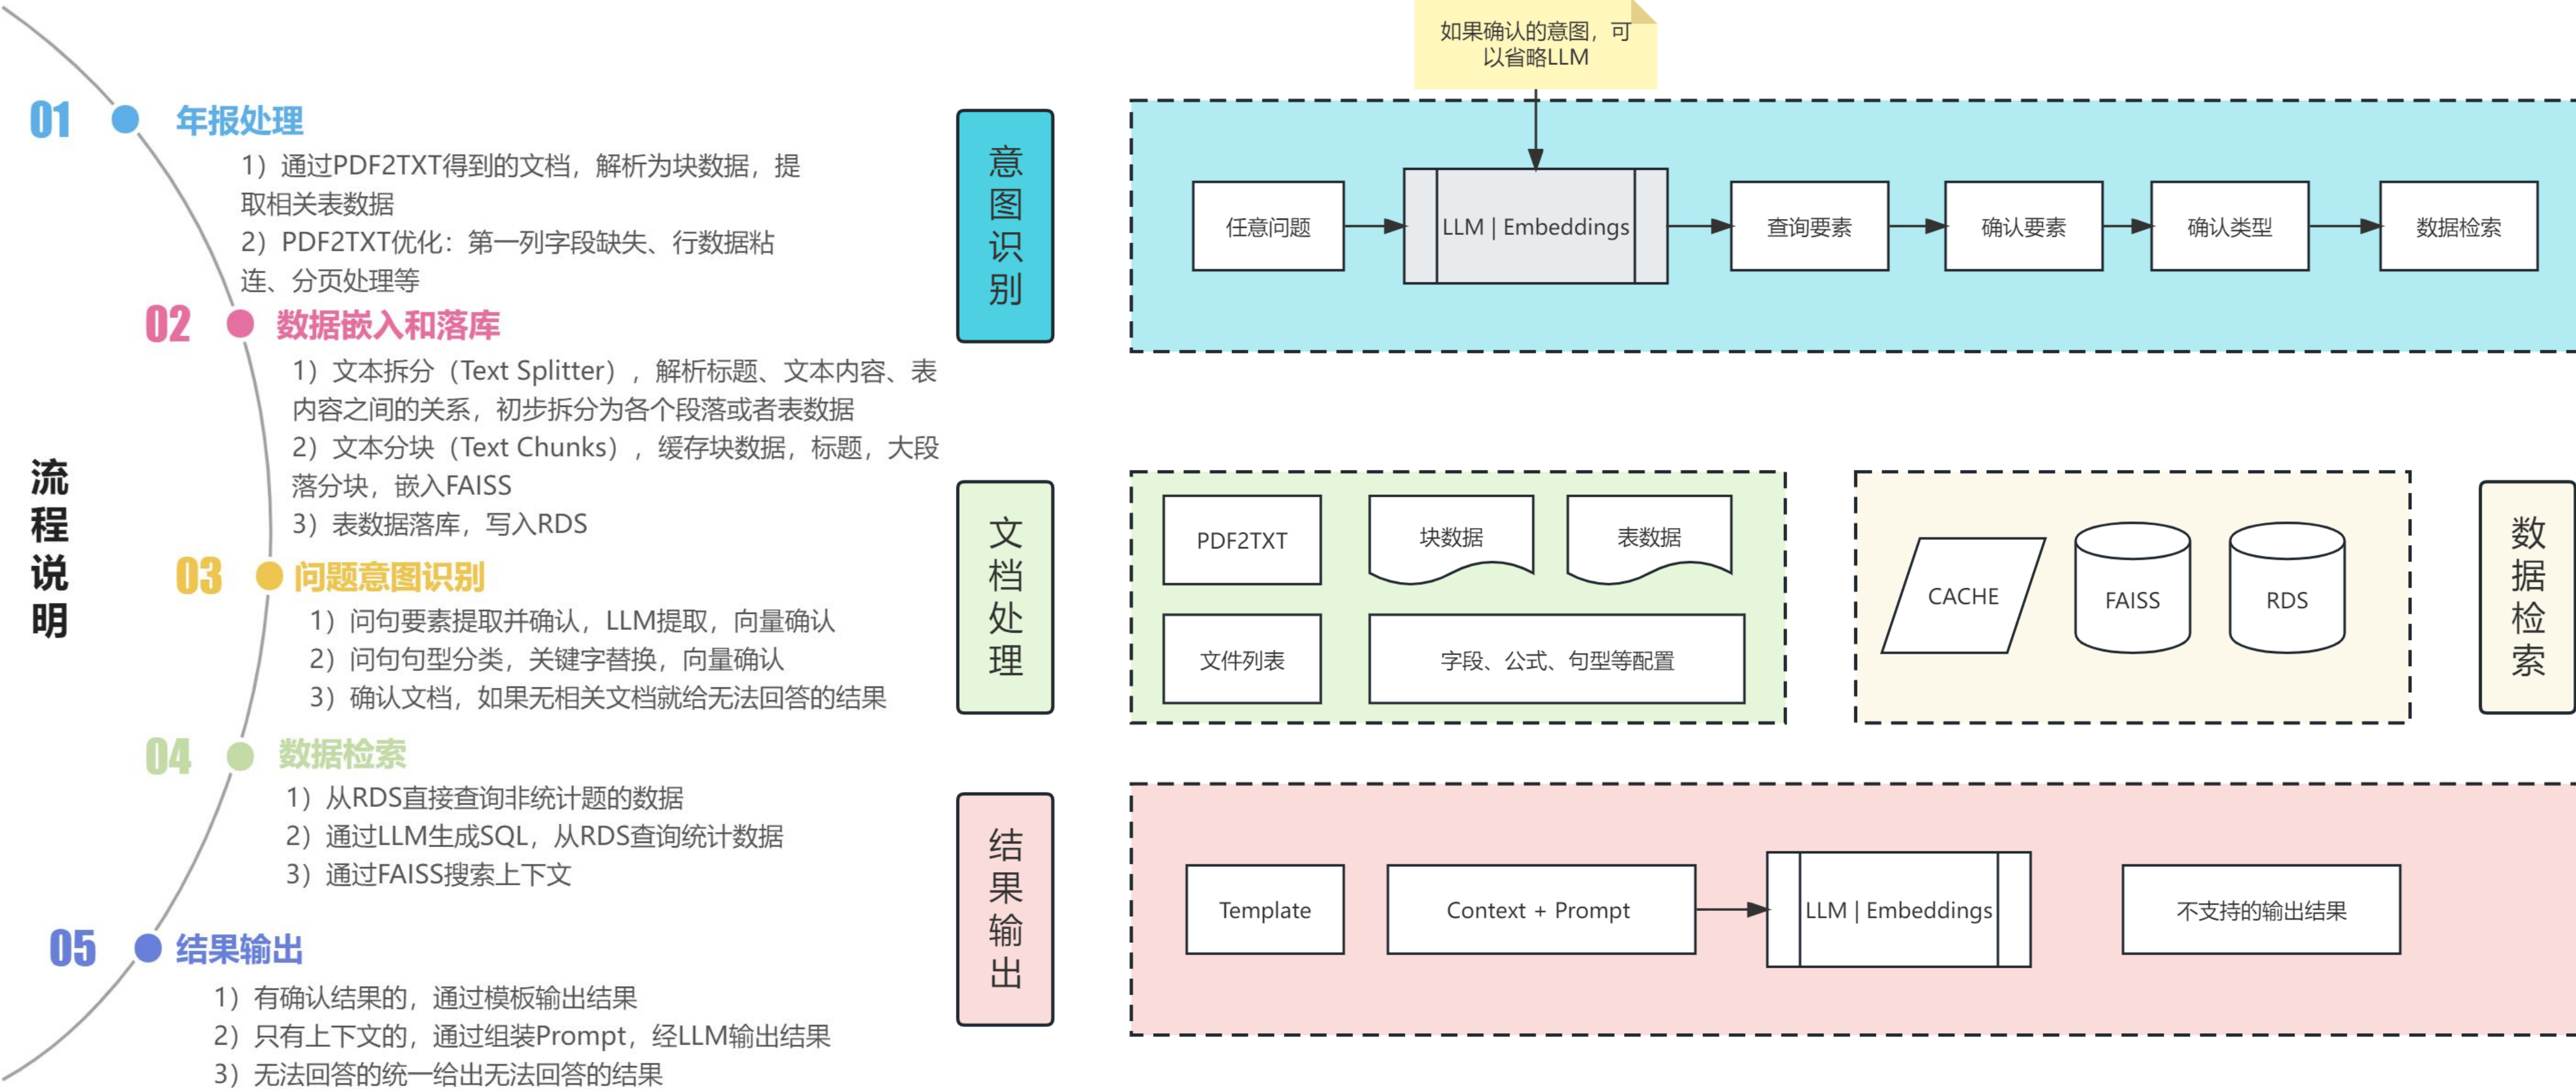 流程说明
01
年报处理
1）通过PDF2TXT得到的文档，解析为块数据，提
取相关表数据
2）PDF2TXT优化：第一列字段缺失、行数据粘
连、分页处理等
02
数据嵌入和落库
1）文本拆分（Text Splitter），解析标题、文本内容、表
内容之间的关系，初步拆分为各个段落或者表数据
2）文本分块（Text Chunks），缓存块数据，标题，大段
落分块，嵌入FAISS
3）表数据落库，写入RDS
03
问题意图识别
1）问句要素提取并确认，LLM提取，向量确认
2）问句句型分类，关键字替换，向量确认
3）确认文档，如果无相关文档就给无法回答的结果
04
数据检索
1）从RDS直接查询非统计题的数据
2）通过LLM生成SQL，从RDS查询统计数据
3）通过FAISS搜索上下文
05
结果输出
1）有确认结果的，通过模板输出结果
2）只有上下文的，通过组装Prompt，经LLM输出结果
3）无法回答的统一给出无法回答的结果
如果确认的意图，可
以省略LLM
意图识别
任意问题
LLM | Embeddings
查询要素
确认要素
确认类型
数据检索
文档处理
PDF2TXT
块数据
表数据
文件列表
字段、公式、句型等配置
CACHE
FAISS
RDS
数据检索
结果输出
Template
Context + Prompt
LLM | Embeddings
不支持的输出结果